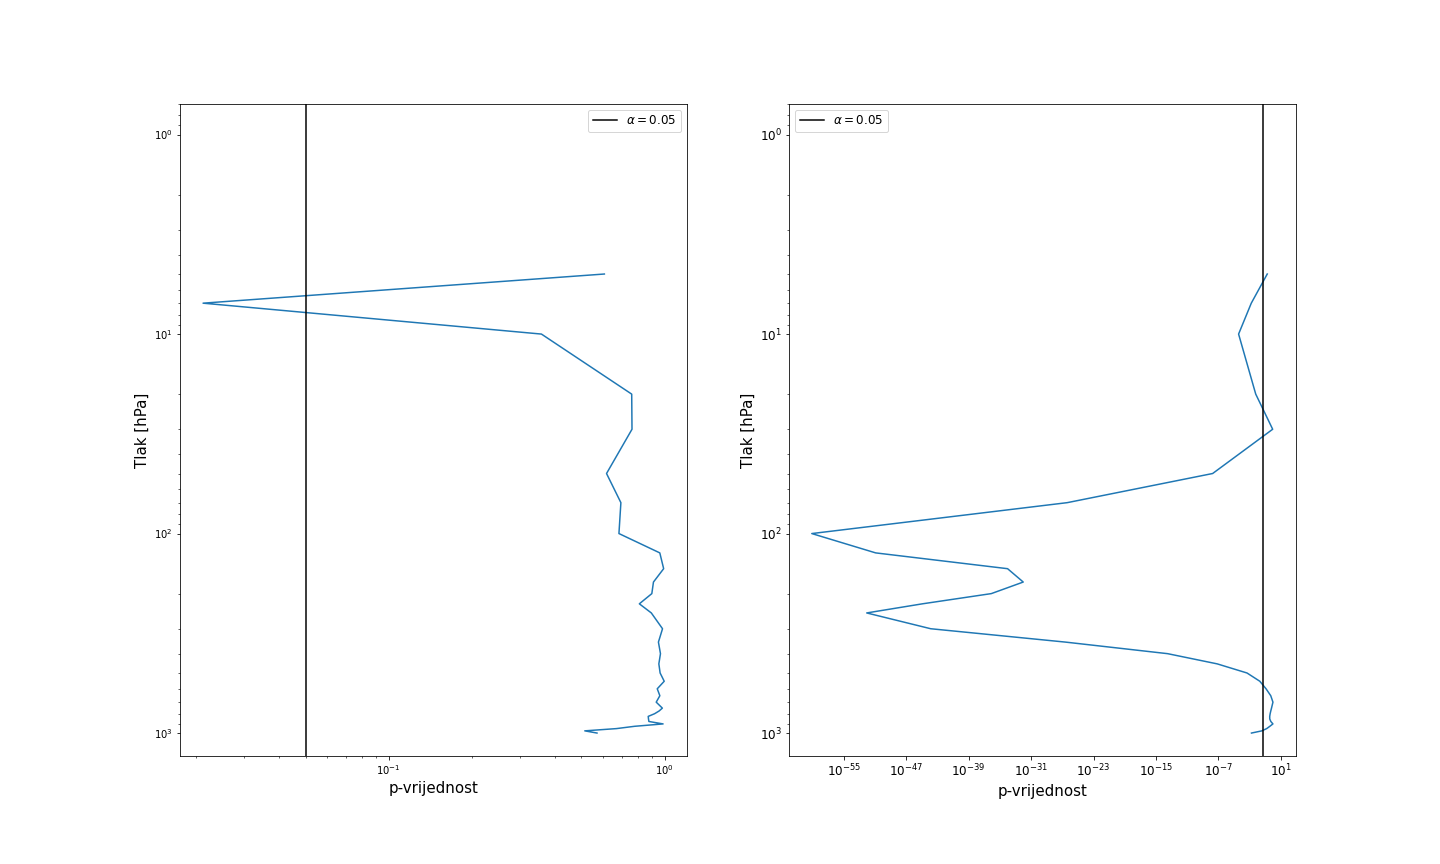 α = 0.05
10⁰
10¹
10²
10³
Tlak [hPa]
10⁻¹ 10⁰
p-vrijednost
α = 0.05
10⁰
10¹
10²
10³
Tlak [hPa]
10⁻⁵⁵ 10⁻⁴⁷ 10⁻³⁹ 10⁻³¹ 10⁻²³ 10⁻¹⁵ 10⁻⁷ 10¹
p-vrijednost